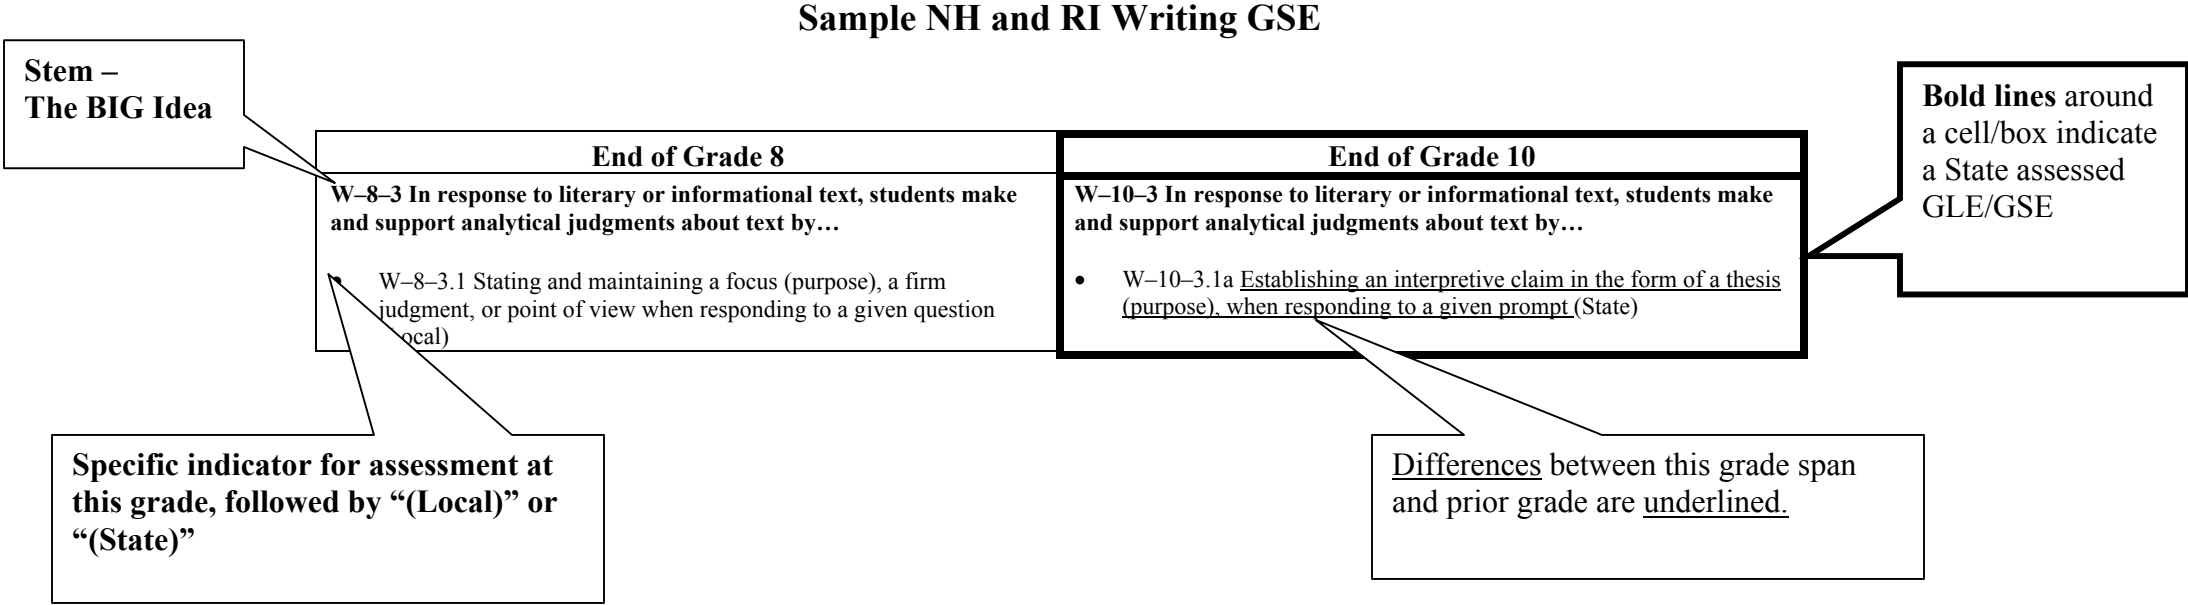 Sample NH and RI Writing GSE
Stem –
The BIG Idea
Bold lines around
a cell/box indicate
a State assessed
GLE/GSE
End of Grade 8
W–8–3 In response to literary or informational text, students make
and support analytical judgments about text by…
• W–8–3.1 Stating and maintaining a focus (purpose), a firm
judgment, or point of view when responding to a given question
ocal)
End of Grade 10
W–10–3 In response to literary or informational text, students make
and support analytical judgments about text by…
• W–10–3.1a Establishing an interpretive claim in the form of a thesis
(purpose), when responding to a given prompt (State)
Specific indicator for assessment at
this grade, followed by “(Local)” or
“(State)”
Differences between this grade span
and prior grade are underlined.